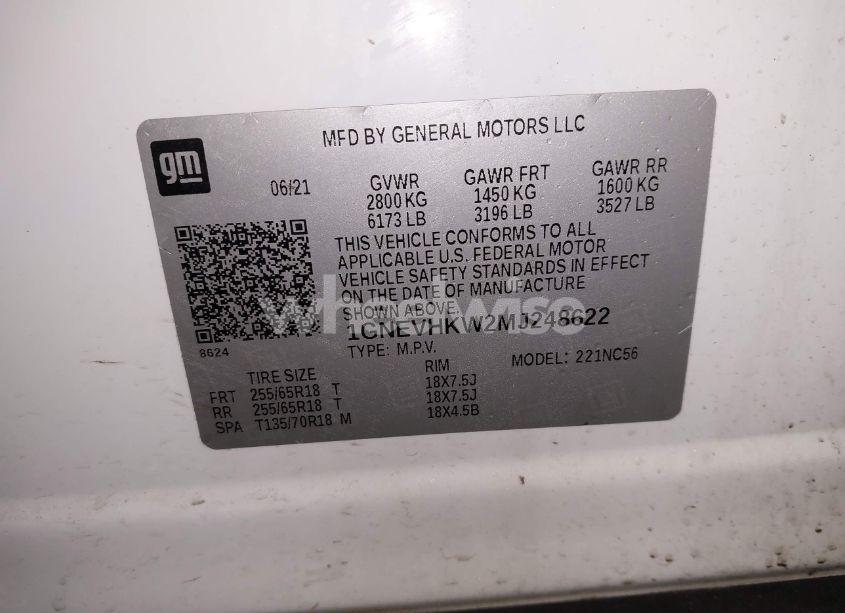 MFD BY GENERAL MOTORS LLC
gm
06/21
GVWR GAWR FRT GAWR RR
2800 KG 1450 KG 1600 KG
6173 LB 3196 LB 3527 LB
THIS VEHICLE CONFORMS TO ALL
APPLICABLE U.S. FEDERAL MOTOR
VEHICLE SAFETY STANDARDS IN EFFECT
ON THE DATE OF MANUFACTURE
SHOWN ABOVE.
1GNEVHKW2MJ248622
8624
TYPE: M.P.V. MODEL: 221NC56
TIRE SIZE RIM
FRT 255/65R18 T 18X7.5J
RR 255/65R18 T 18X7.5J
SPA T135/70R18 M 18X4.5B